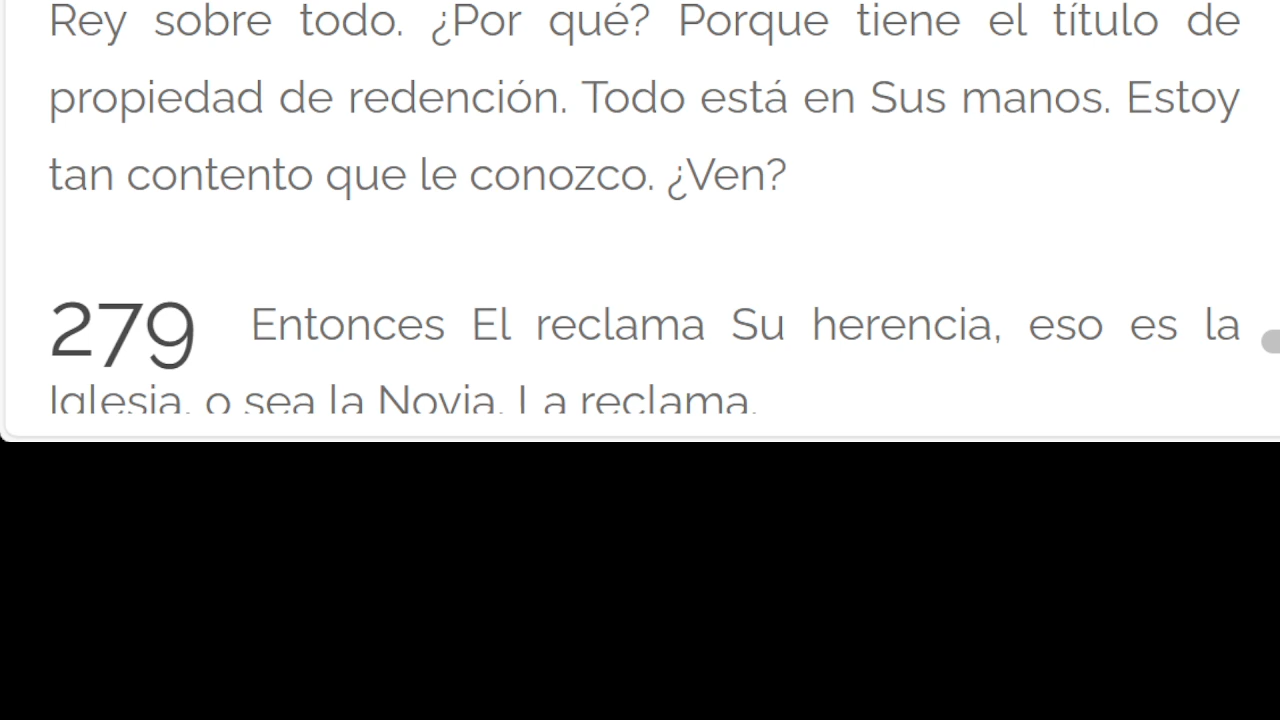 Rey sobre todo. ¿Por qué? Porque tiene el título de
propiedad de redención. Todo está en Sus manos. Estoy
tan contento que le conozco. ¿Ven?
279 Entonces El reclama Su herencia, eso es la
Iglesia, o sea la Novia. La reclama.